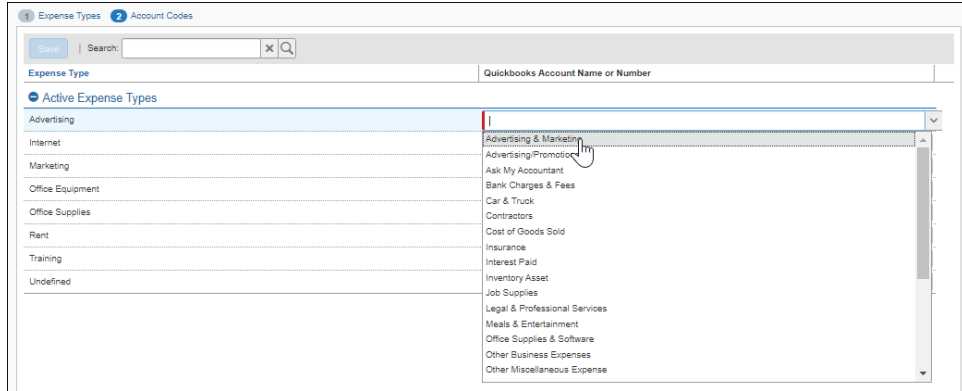 1 Expense Types 2 Account Codes
Save | Search:
Expense Type Quickbooks Account Name or Number
Active Expense Types
Advertising
Internet
Marketing
Office Equipment
Office Supplies
Rent
Training
Undefined
Advertising & Marketing
Advertising/Promotion
Ask My Accountant
Bank Charges & Fees
Car & Truck
Contractors
Cost of Goods Sold
Insurance
Interest Paid
Inventory Asset
Job Supplies
Legal & Professional Services
Meals & Entertainment
Office Supplies & Software
Other Business Expenses
Other Miscellaneous Expense